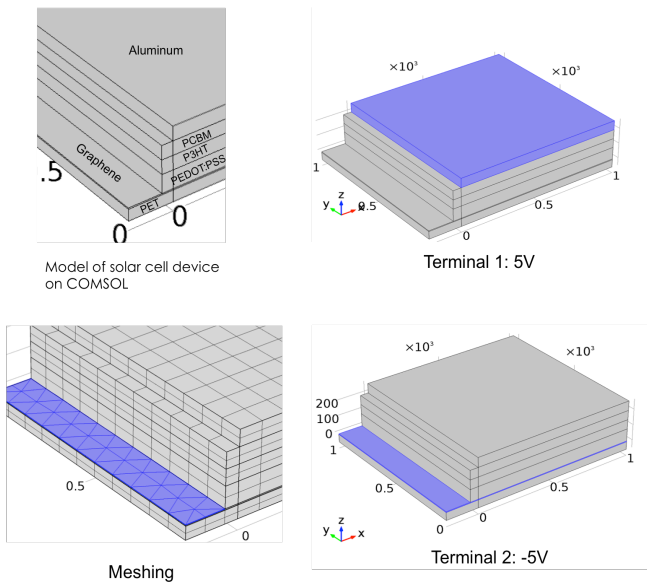 Aluminum
PCBM
P3HT
PEDOT:PSS
Graphene
PET
.5
0
0
Model of solar cell device
on COMSOL
×10³
×10³
1
1
0.5
0.5
0
y
z
x
Terminal 1: 5V
0.5
0
Meshing
×10³
×10³
200
100
0
1
1
0.5
0.5
0
0
y
z
x
Terminal 2: -5V